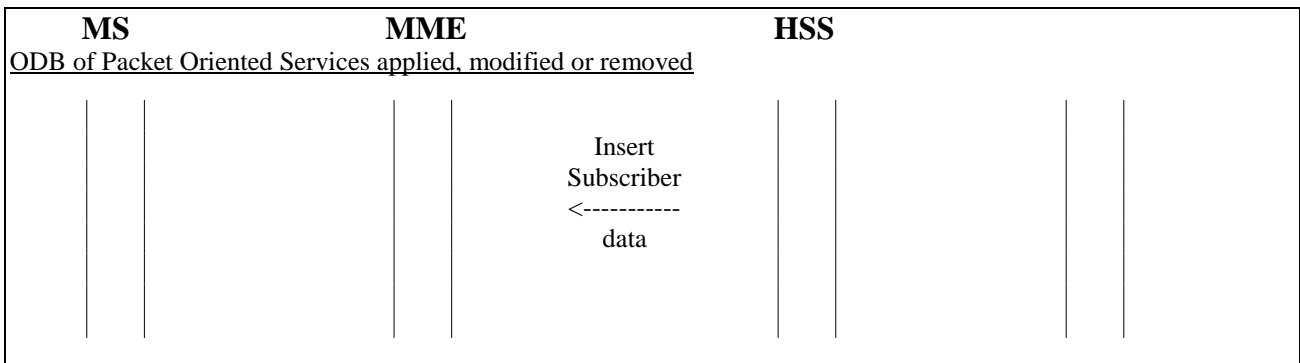 MS MME HSS
ODB of Packet Oriented Services applied, modified or removed
Insert
Subscriber
<-----------
data